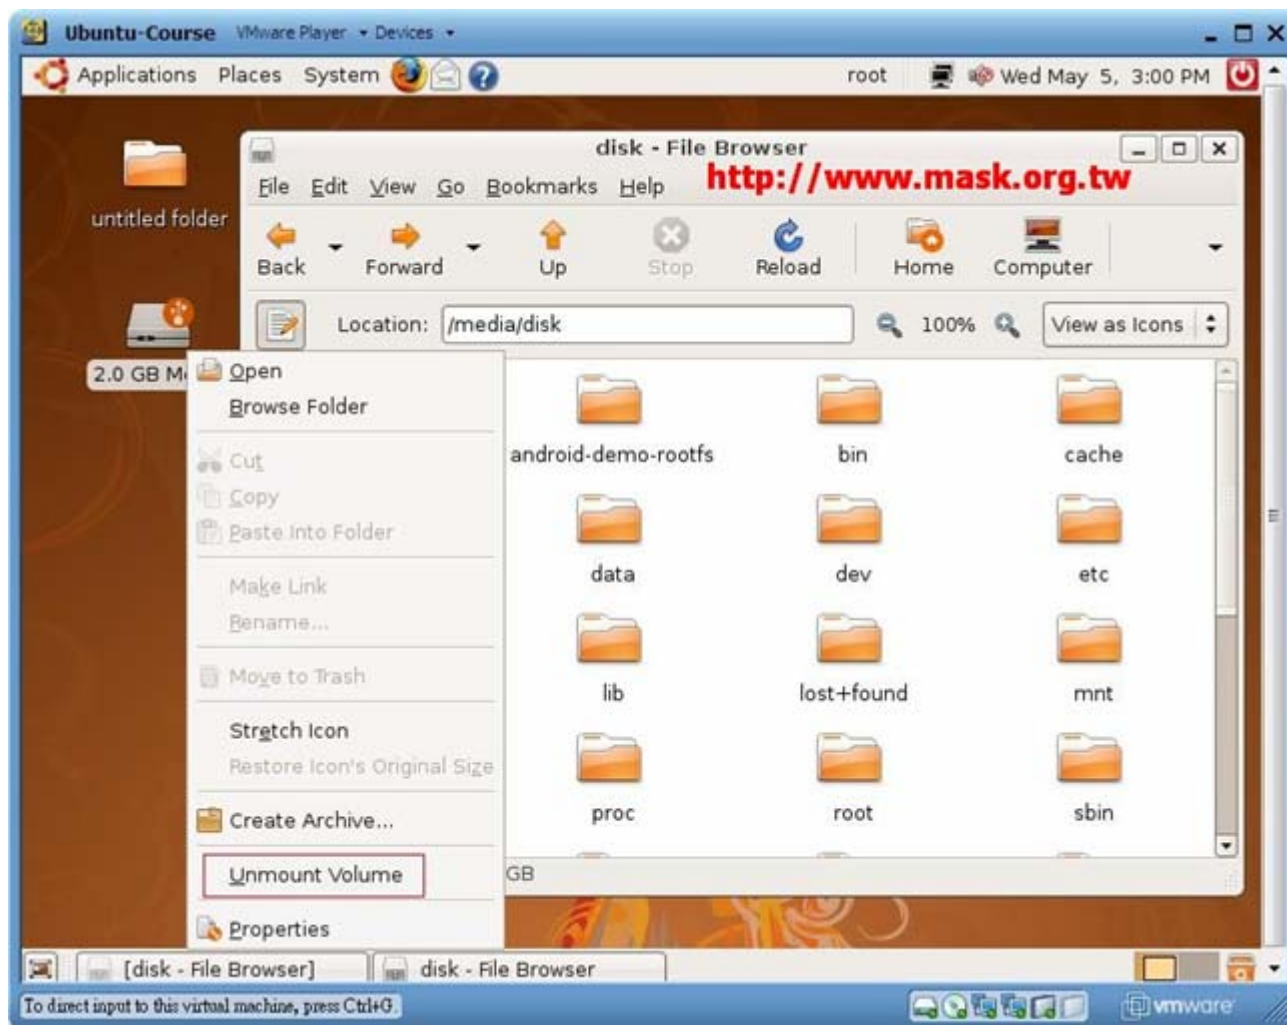 Ubuntu-Course VMware Player Devices
Applications Places System root Wed May 5, 3:00 PM
disk - File Browser
http://www.mask.org.tw
File Edit View Go Bookmarks Help
untitled folder
Back Forward Up Stop Reload Home Computer
Location: /media/disk 100% View as Icons
2.0 GB M
Open
Browse Folder
Cut
Copy
Paste Into Folder
Make Link
Rename...
Move to Trash
Stretch Icon
Restore Icon's Original Size
Create Archive...
Unmount Volume
Properties
android-demo-rootfs bin cache
data dev etc
lib lost+found mnt
proc root sbin
GB
[disk - File Browser] disk - File Browser
To direct input to this virtual machine, press Ctrl+G.
vmware